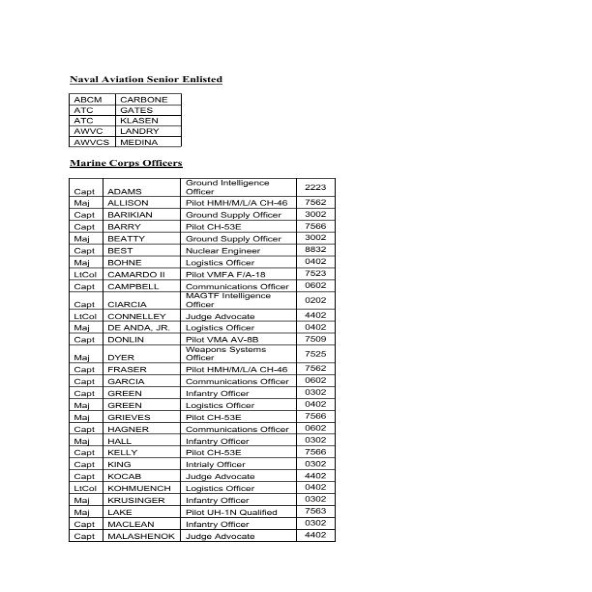 Naval Aviation Senior Enlisted
ABCM CARBONE
ATC GATES
ATC KLASEN
AWVC LANDRY
AWVCS MEDINA
Marine Corps Officers
Capt ADAMS Ground Intelligence Officer 2223
Maj ALLISON Pilot HMH/M/L/A CH-46 7562
Capt BARIKIAN Ground Supply Officer 3002
Capt BARRY Pilot CH-53E 7566
Maj BEATTY Ground Supply Officer 3002
Capt BEST Nuclear Engineer 8832
Maj BOHNE Logistics Officer 0402
LtCol CAMARDO II Pilot VMFA F/A-18 7523
Capt CAMPBELL Communications Officer 0602
Capt CIARCIA MAGTF Intelligence Officer 0202
LtCol CONNELLEY Judge Advocate 4402
Maj DE ANDA, JR. Logistics Officer 0402
Capt DONLIN Pilot VMA AV-8B 7509
Maj DYER Weapons Systems Officer 7525
Capt FRASER Pilot HMH/M/L/A CH-46 7562
Capt GARCIA Communications Officer 0602
Capt GREEN Infantry Officer 0302
Maj GREEN Logistics Officer 0402
Maj GRIEVES Pilot CH-53E 7566
Capt HAGNER Communications Officer 0602
Maj HALL Infantry Officer 0302
Capt KELLY Pilot CH-53E 7566
Capt KING Intrialy Officer 0302
Capt KOCAB Judge Advocate 4402
LtCol KOHMUENCH Logistics Officer 0402
Maj KRUSINGER Infantry Officer 0302
Maj LAKE Pilot UH-1N Qualified 7563
Capt MACLEAN Infantry Officer 0302
Capt MALASHENOK Judge Advocate 4402